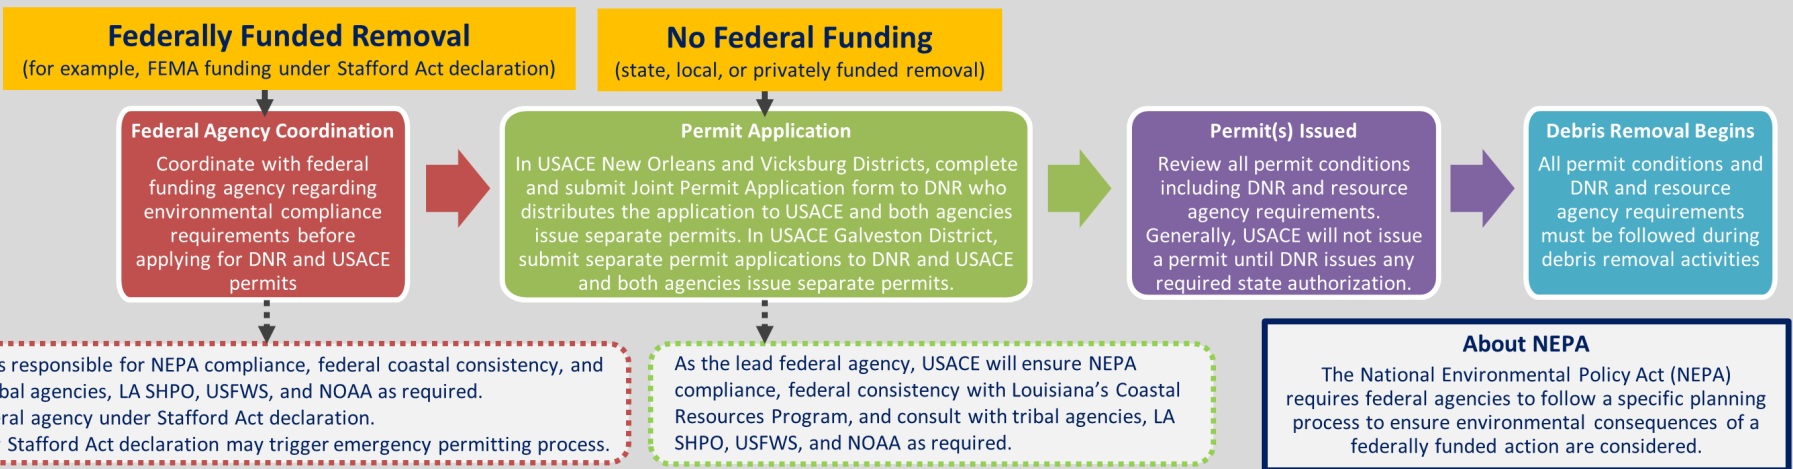 Federally Funded Removal
(for example, FEMA funding under Stafford Act declaration)
No Federal Funding
(state, local, or privately funded removal)
Federal Agency Coordination
Coordinate with federal
funding agency regarding
environmental compliance
requirements before
applying for DNR and USACE
permits
Permit Application
In USACE New Orleans and Vicksburg Districts, complete
and submit Joint Permit Application form to DNR who
distributes the application to USACE and both agencies
issue separate permits. In USACE Galveston District,
submit separate permit applications to DNR and USACE
and both agencies issue separate permits.
Permit(s) Issued
Review all permit conditions
including DNR and resource
agency requirements.
Generally, USACE will not issue
a permit until DNR issues any
required state authorization.
Debris Removal Begins
All permit conditions and
DNR and resource
agency requirements
must be followed during
debris removal activities
responsible for NEPA compliance, federal coastal consistency, and
agencies, LA SHPO, USFWS, and NOAA as required.
agency under Stafford Act declaration.
Stafford Act declaration may trigger emergency permitting process.
As the lead federal agency, USACE will ensure NEPA
compliance, federal consistency with Louisiana's Coastal
Resources Program, and consult with tribal agencies, LA
SHPO, USFWS, and NOAA as required.
About NEPA
The National Environmental Policy Act (NEPA)
requires federal agencies to follow a specific planning
process to ensure environmental consequences of a
federally funded action are considered.